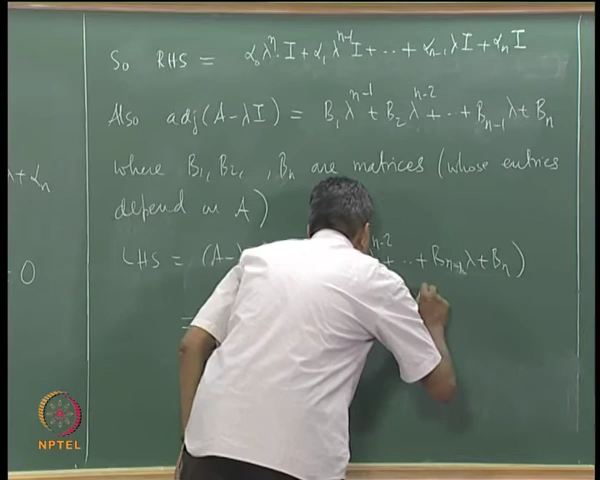 So RHS = α₀λⁿ·I + α₁λⁿ⁻¹I + ··· + αₙ₋₁λI + αₙI
Also adj(A-λI) = B₁λⁿ⁻¹ + B₂λⁿ⁻² + ··· + Bₙ₋₁λ + Bₙ
λ + αₙ
where B₁, B₂, , Bₙ are matrices (whose entries
depend on A)
LHS = (A-λ n-2 + ·· + Bₙ₋₁λ + Bₙ)
= 0
=
NPTEL